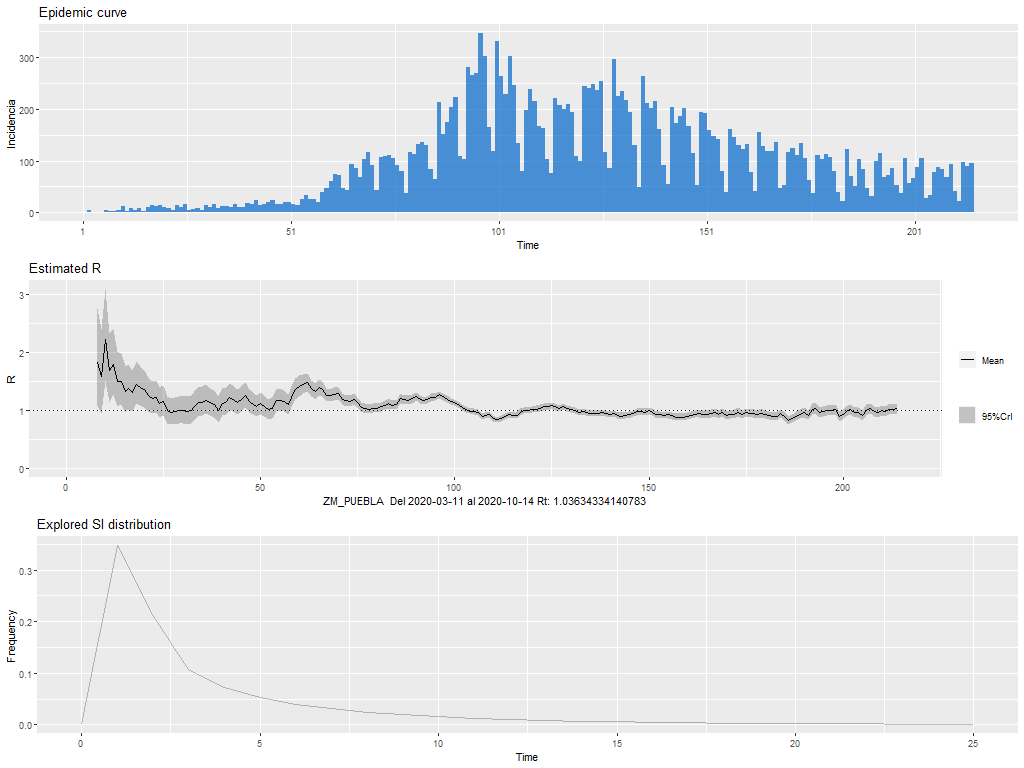 Epidemic curve
Incidencia
300
200
100
0
1
51
101
151
201
Time
Estimated R
R
3
2
1
0
Mean
95%CrI
0
50
100
150
200
ZM_PUEBLA Del 2020-03-11 al 2020-10-14 Rt: 1.03634334140783
Explored SI distribution
Frequency
0.3
0.2
0.1
0.0
0
5
10
15
20
25
Time